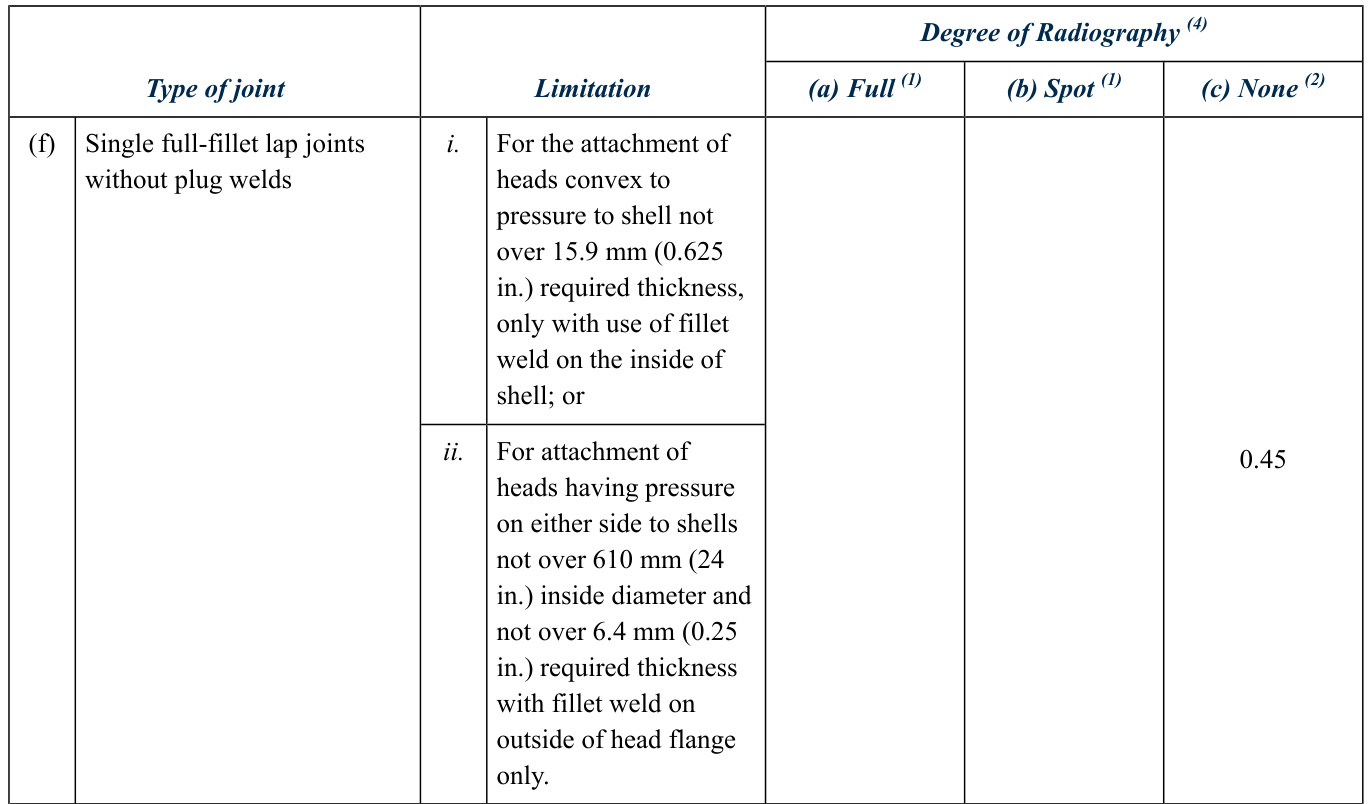 Degree of Radiography (4)
Type of joint
Limitation
(a) Full (1)
(b) Spot (1)
(c) None (2)
(f)
Single full-fillet lap joints
without plug welds
i.
For the attachment of
heads convex to
pressure to shell not
over 15.9 mm (0.625
in.) required thickness,
only with use of fillet
weld on the inside of
shell; or
ii.
For attachment of
heads having pressure
on either side to shells
not over 610 mm (24
in.) inside diameter and
not over 6.4 mm (0.25
in.) required thickness
with fillet weld on
outside of head flange
only.
0.45